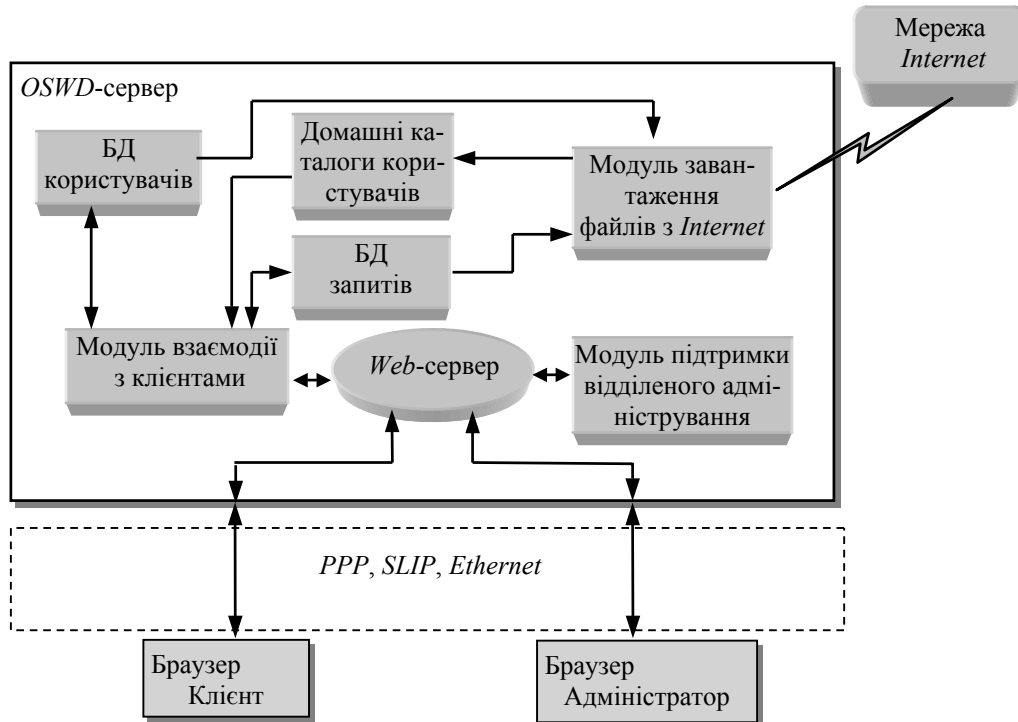 Мережа
Internet
OSWD-сервер
БД
користувачів
Домашні ка-
талоги кори-
стувачів
Модуль заван-
таження
файлів з Internet
БД
запитів
Модуль взаємодії
з клієнтами
Web-сервер
Модуль підтримки
відділеного адмі-
ністрування
PPP, SLIP, Ethernet
Браузер
Клієнт
Браузер
Адміністратор